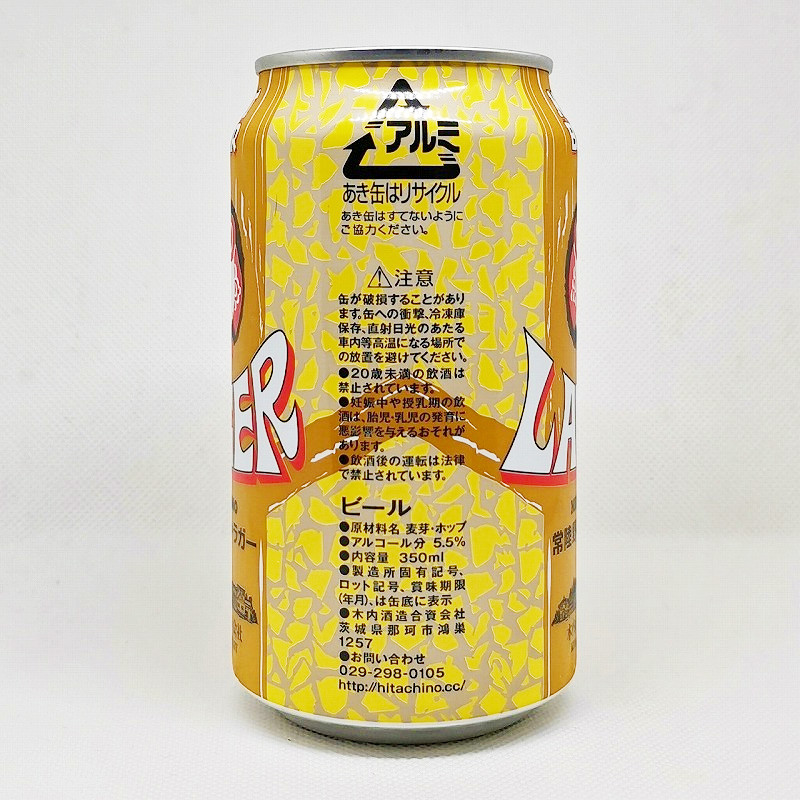 アルミ
あき缶はリサイクル
あき缶はすてないように
ご協力ください。
⚠注意
缶が破損することがあり
ます。缶への衝撃、冷凍庫
保存、直射日光のあたる
車内等高温になる場所で
の放置を避けてください。
●20歳未満の飲酒は
禁止されています。
●妊娠中や授乳期の飲
酒は、胎児・乳児の発育に
悪影響を与えるおそれが
あります。
●飲酒後の運転は法律
で禁止されています。
ビール
●原材料名 麦芽・ホップ
●アルコール分 5.5%
●内容量 350ml
●製造所固有記号、
ロット記号、賞味期限
(年月)、は缶底に表示
●木内酒造合資会社
茨城県那珂市鴻巣
1257
●お問い合わせ
029-298-0105
http://hitachino.cc/
ER
ラガー
LA
常陸